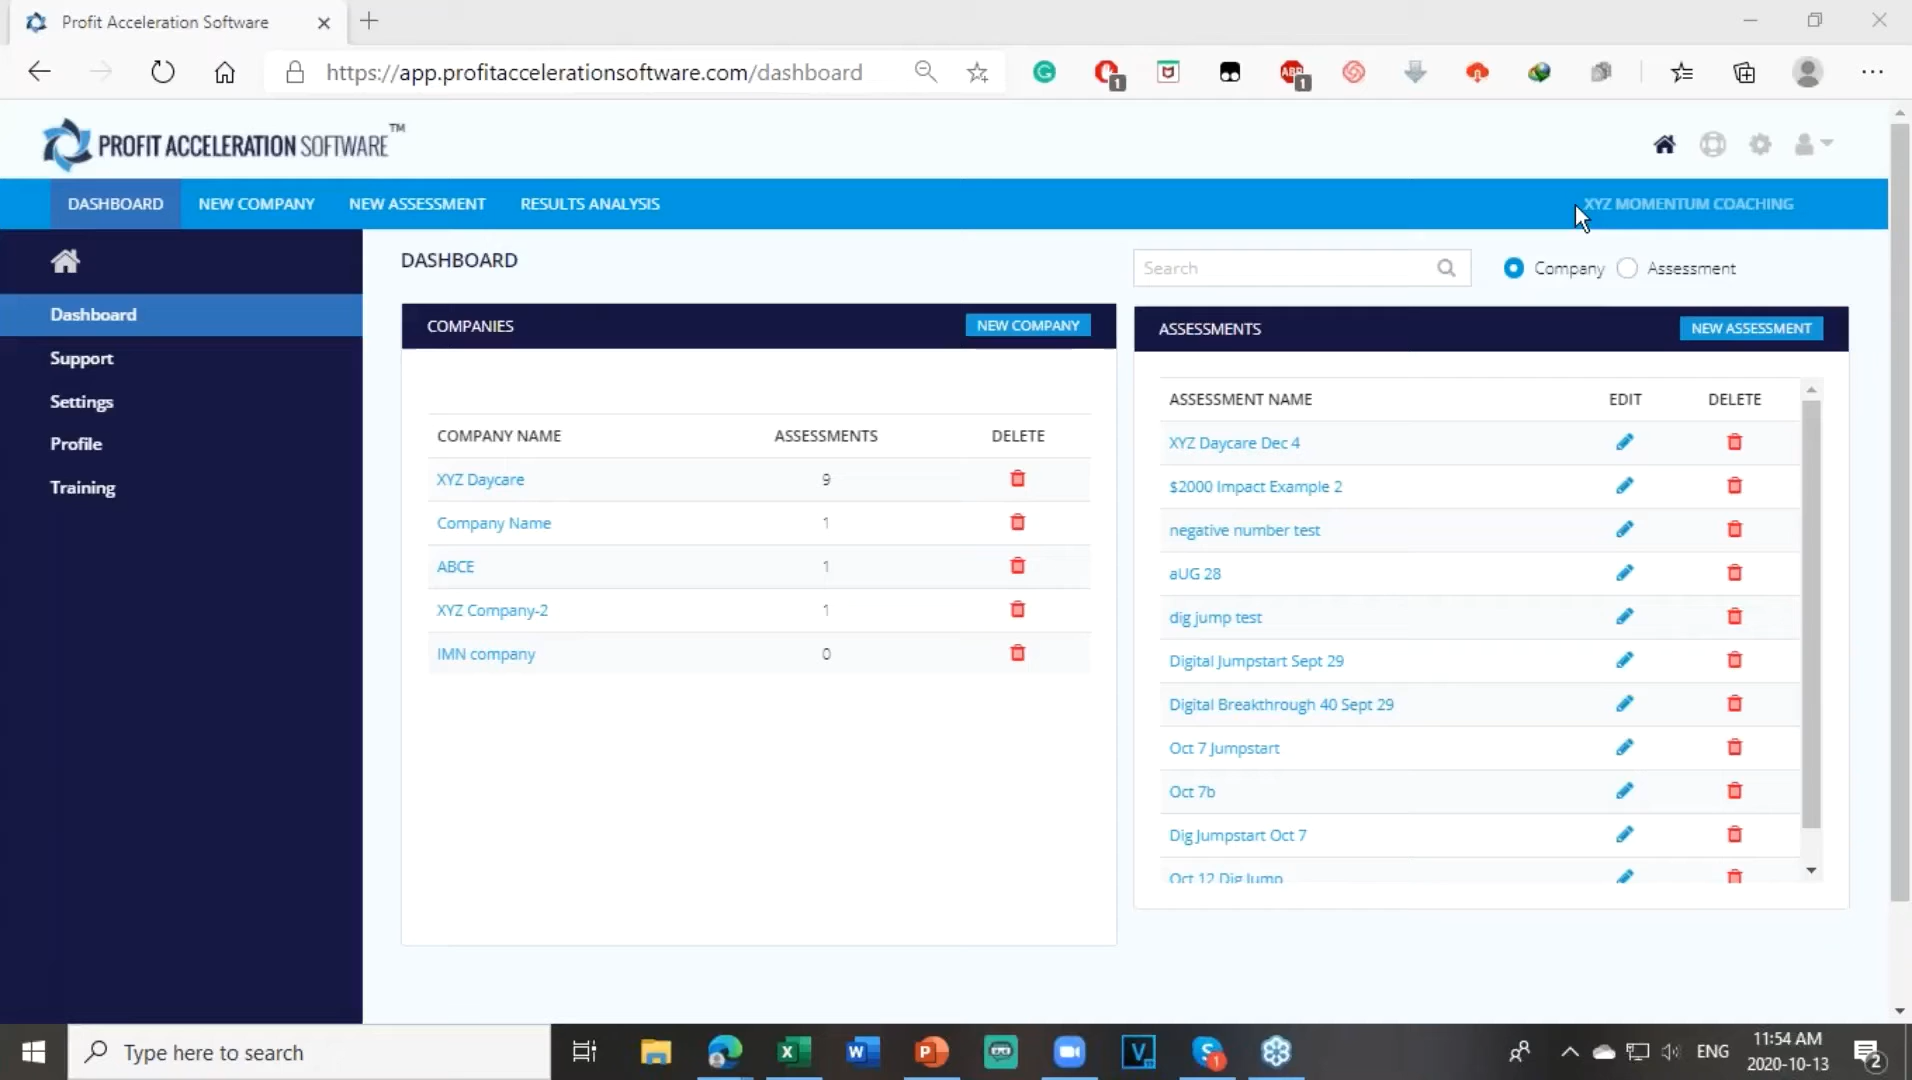 Profit Acceleration Software
https://app.profitaccelerationsoftware.com/dashboard
1
ABP
1
PROFIT ACCELERATION SOFTWARE™
DASHBOARD NEW COMPANY NEW ASSESSMENT RESULTS ANALYSIS XYZ MOMENTUM COACHING
Dashboard
Support
Settings
Profile
Training
DASHBOARD
Search
Company
Assessment
COMPANIES NEW COMPANY
COMPANY NAME ASSESSMENTS DELETE
XYZ Daycare 9
Company Name 1
ABCE 1
XYZ Company-2 1
IMN company 0
ASSESSMENTS NEW ASSESSMENT
ASSESSMENT NAME EDIT DELETE
XYZ Daycare Dec 4
$2000 Impact Example 2
negative number test
aUG 28
dig jump test
Digital Jumpstart Sept 29
Digital Breakthrough 40 Sept 29
Oct 7 Jumpstart
Oct 7b
Dig Jumpstart Oct 7
Oct 12 Dig Jump
Type here to search
ENG
11:54 AM
2020-10-13
2